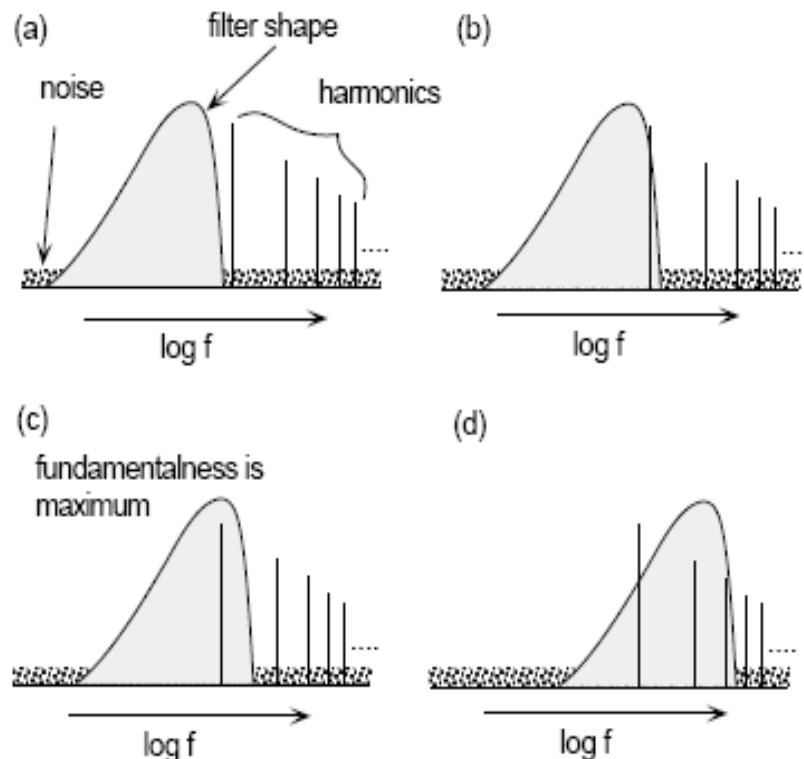 (a)
filter shape
noise
harmonics
....
log f
(b)
....
log f
(c)
fundamentalness is
maximum
....
log f
(d)
....
log f